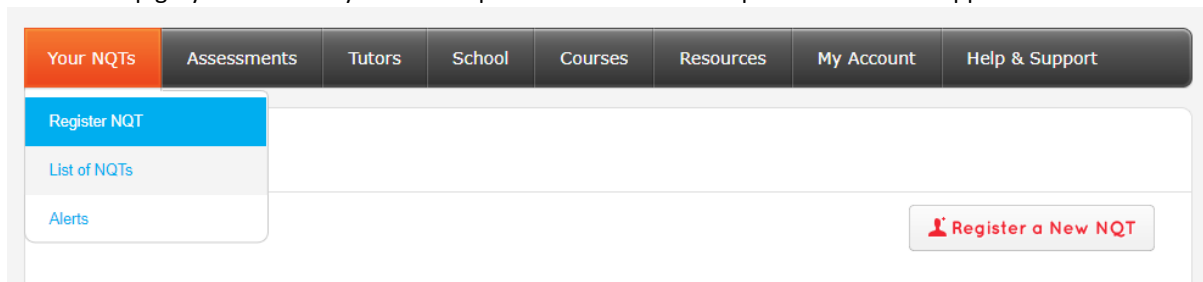 Your NQTs Assessments Tutors School Courses Resources My Account Help & Support
Register NQT
List of NQTs
Alerts
Register a New NQT